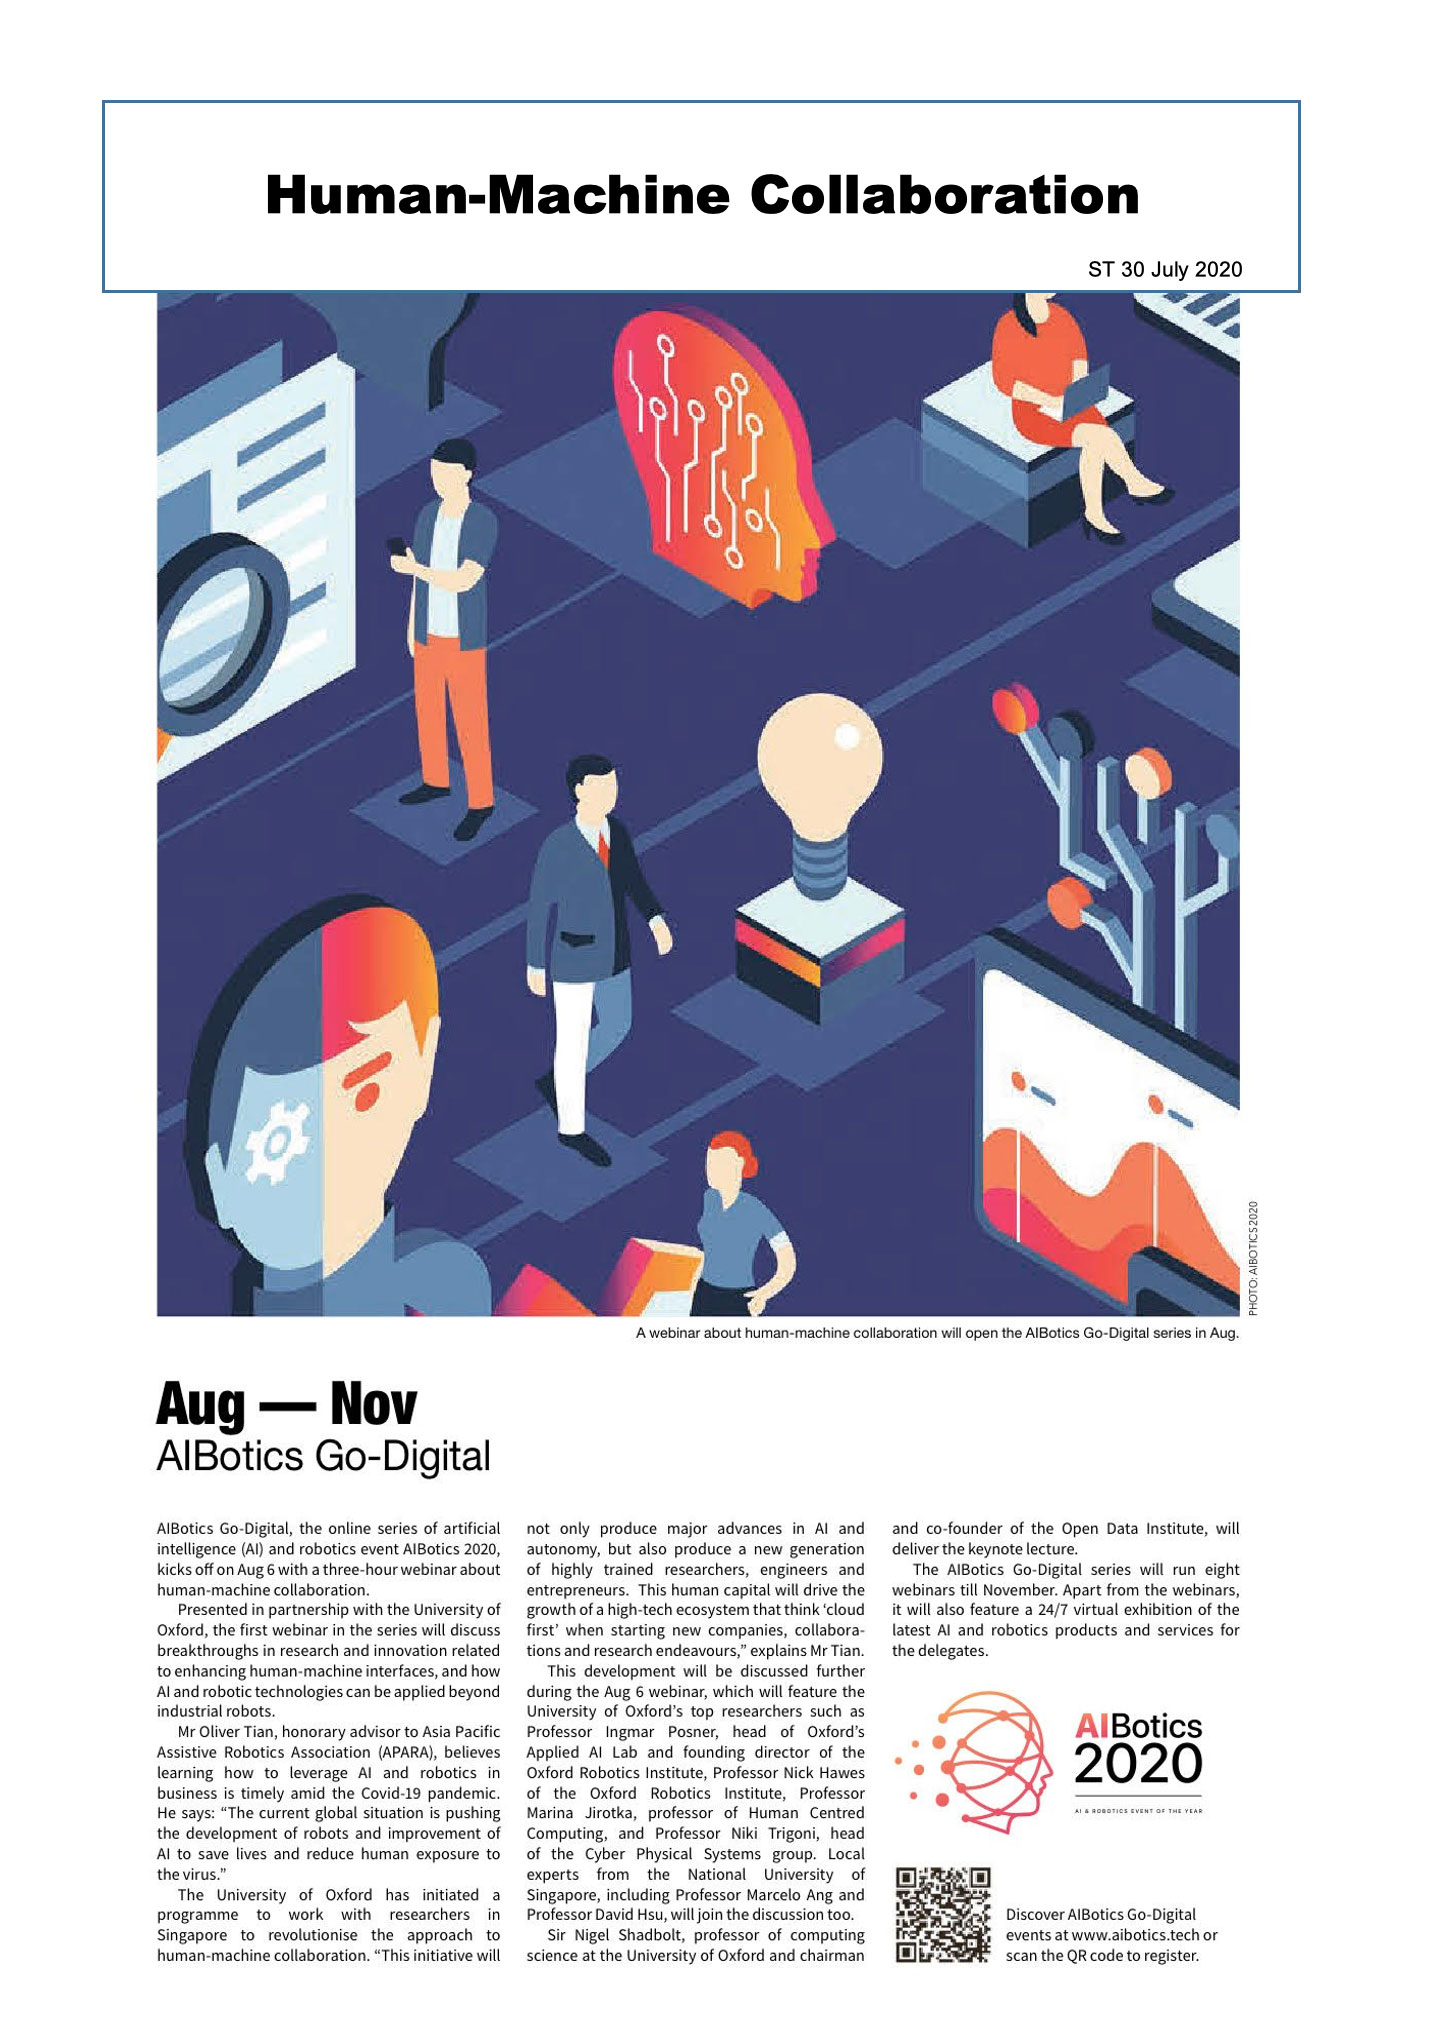 Human-Machine Collaboration
ST 30 July 2020
PHOTO: AIBOTICS 2020
A webinar about human-machine collaboration will open the AIBotics Go-Digital series in Aug.
Aug — Nov
AIBotics Go-Digital
AIBotics Go-Digital, the online series of artificial
intelligence (AI) and robotics event AIBotics 2020,
kicks off on Aug 6 with a three-hour webinar about
human-machine collaboration.
Presented in partnership with the University of
Oxford, the first webinar in the series will discuss
breakthroughs in research and innovation related
to enhancing human-machine interfaces, and how
AI and robotic technologies can be applied beyond
industrial robots.
Mr Oliver Tian, honorary advisor to Asia Pacific
Assistive Robotics Association (APARA), believes
learning how to leverage AI and robotics in
business is timely amid the Covid-19 pandemic.
He says: “The current global situation is pushing
the development of robots and improvement of
AI to save lives and reduce human exposure to
the virus.”
The University of Oxford has initiated a
programme to work with researchers in
Singapore to revolutionise the approach to
human-machine collaboration. “This initiative will
not only produce major advances in AI and
autonomy, but also produce a new generation
of highly trained researchers, engineers and
entrepreneurs. This human capital will drive the
growth of a high-tech ecosystem that think ‘cloud
first’ when starting new companies, collabora-
tions and research endeavours,” explains Mr Tian.
This development will be discussed further
during the Aug 6 webinar, which will feature the
University of Oxford’s top researchers such as
Professor Ingmar Posner, head of Oxford’s
Applied AI Lab and founding director of the
Oxford Robotics Institute, Professor Nick Hawes
of the Oxford Robotics Institute, Professor
Marina Jirotka, professor of Human Centred
Computing, and Professor Niki Trigoni, head
of the Cyber Physical Systems group. Local
experts from the National University of
Singapore, including Professor Marcelo Ang and
Professor David Hsu, will join the discussion too.
Sir Nigel Shadbolt, professor of computing
science at the University of Oxford and chairman
and co-founder of the Open Data Institute, will
deliver the keynote lecture.
The AIBotics Go-Digital series will run eight
webinars till November. Apart from the webinars,
it will also feature a 24/7 virtual exhibition of the
latest AI and robotics products and services for
the delegates.
AIBotics
2020
AI & ROBOTICS EVENT OF THE YEAR
Discover AIBotics Go-Digital
events at www.aibotics.tech or
scan the QR code to register.